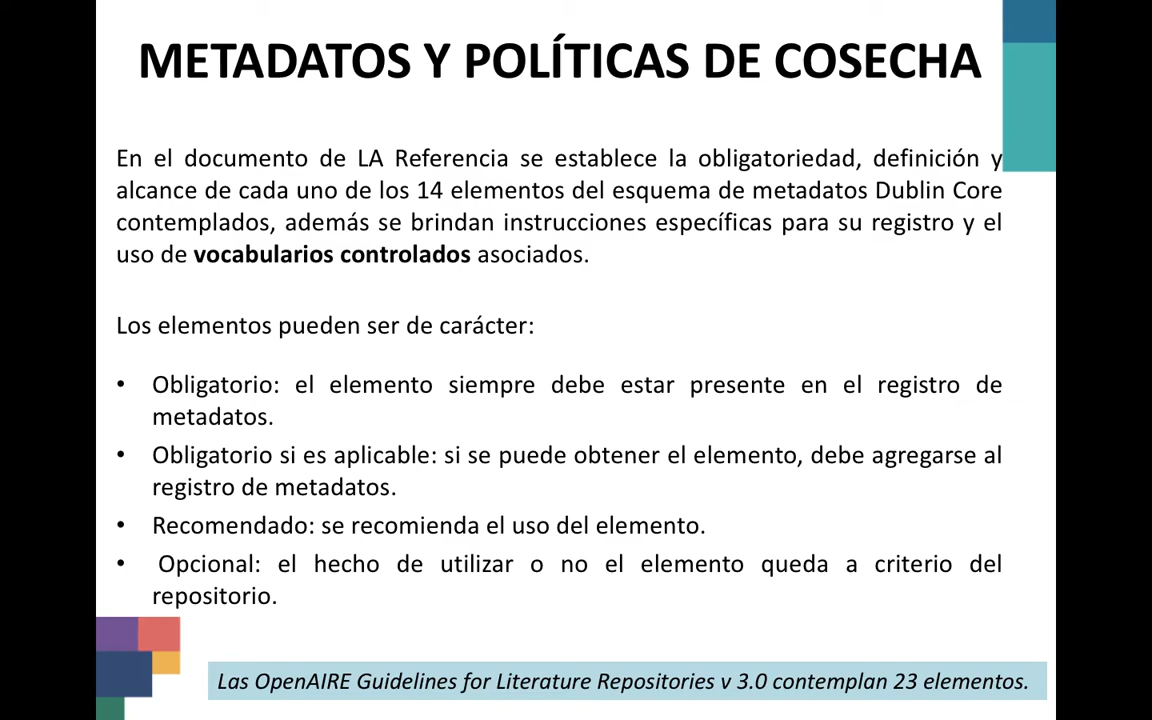 METADATOS Y POLÍTICAS DE COSECHA
En el documento de LA Referencia se establece la obligatoriedad, definición y
alcance de cada uno de los 14 elementos del esquema de metadatos Dublin Core
contemplados, además se brindan instrucciones específicas para su registro y el
uso de vocabularios controlados asociados.
Los elementos pueden ser de carácter:
• Obligatorio: el elemento siempre debe estar presente en el registro de
metadatos.
• Obligatorio si es aplicable: si se puede obtener el elemento, debe agregarse al
registro de metadatos.
• Recomendado: se recomienda el uso del elemento.
• Opcional: el hecho de utilizar o no el elemento queda a criterio del
repositorio.
Las OpenAIRE Guidelines for Literature Repositories v 3.0 contemplan 23 elementos.